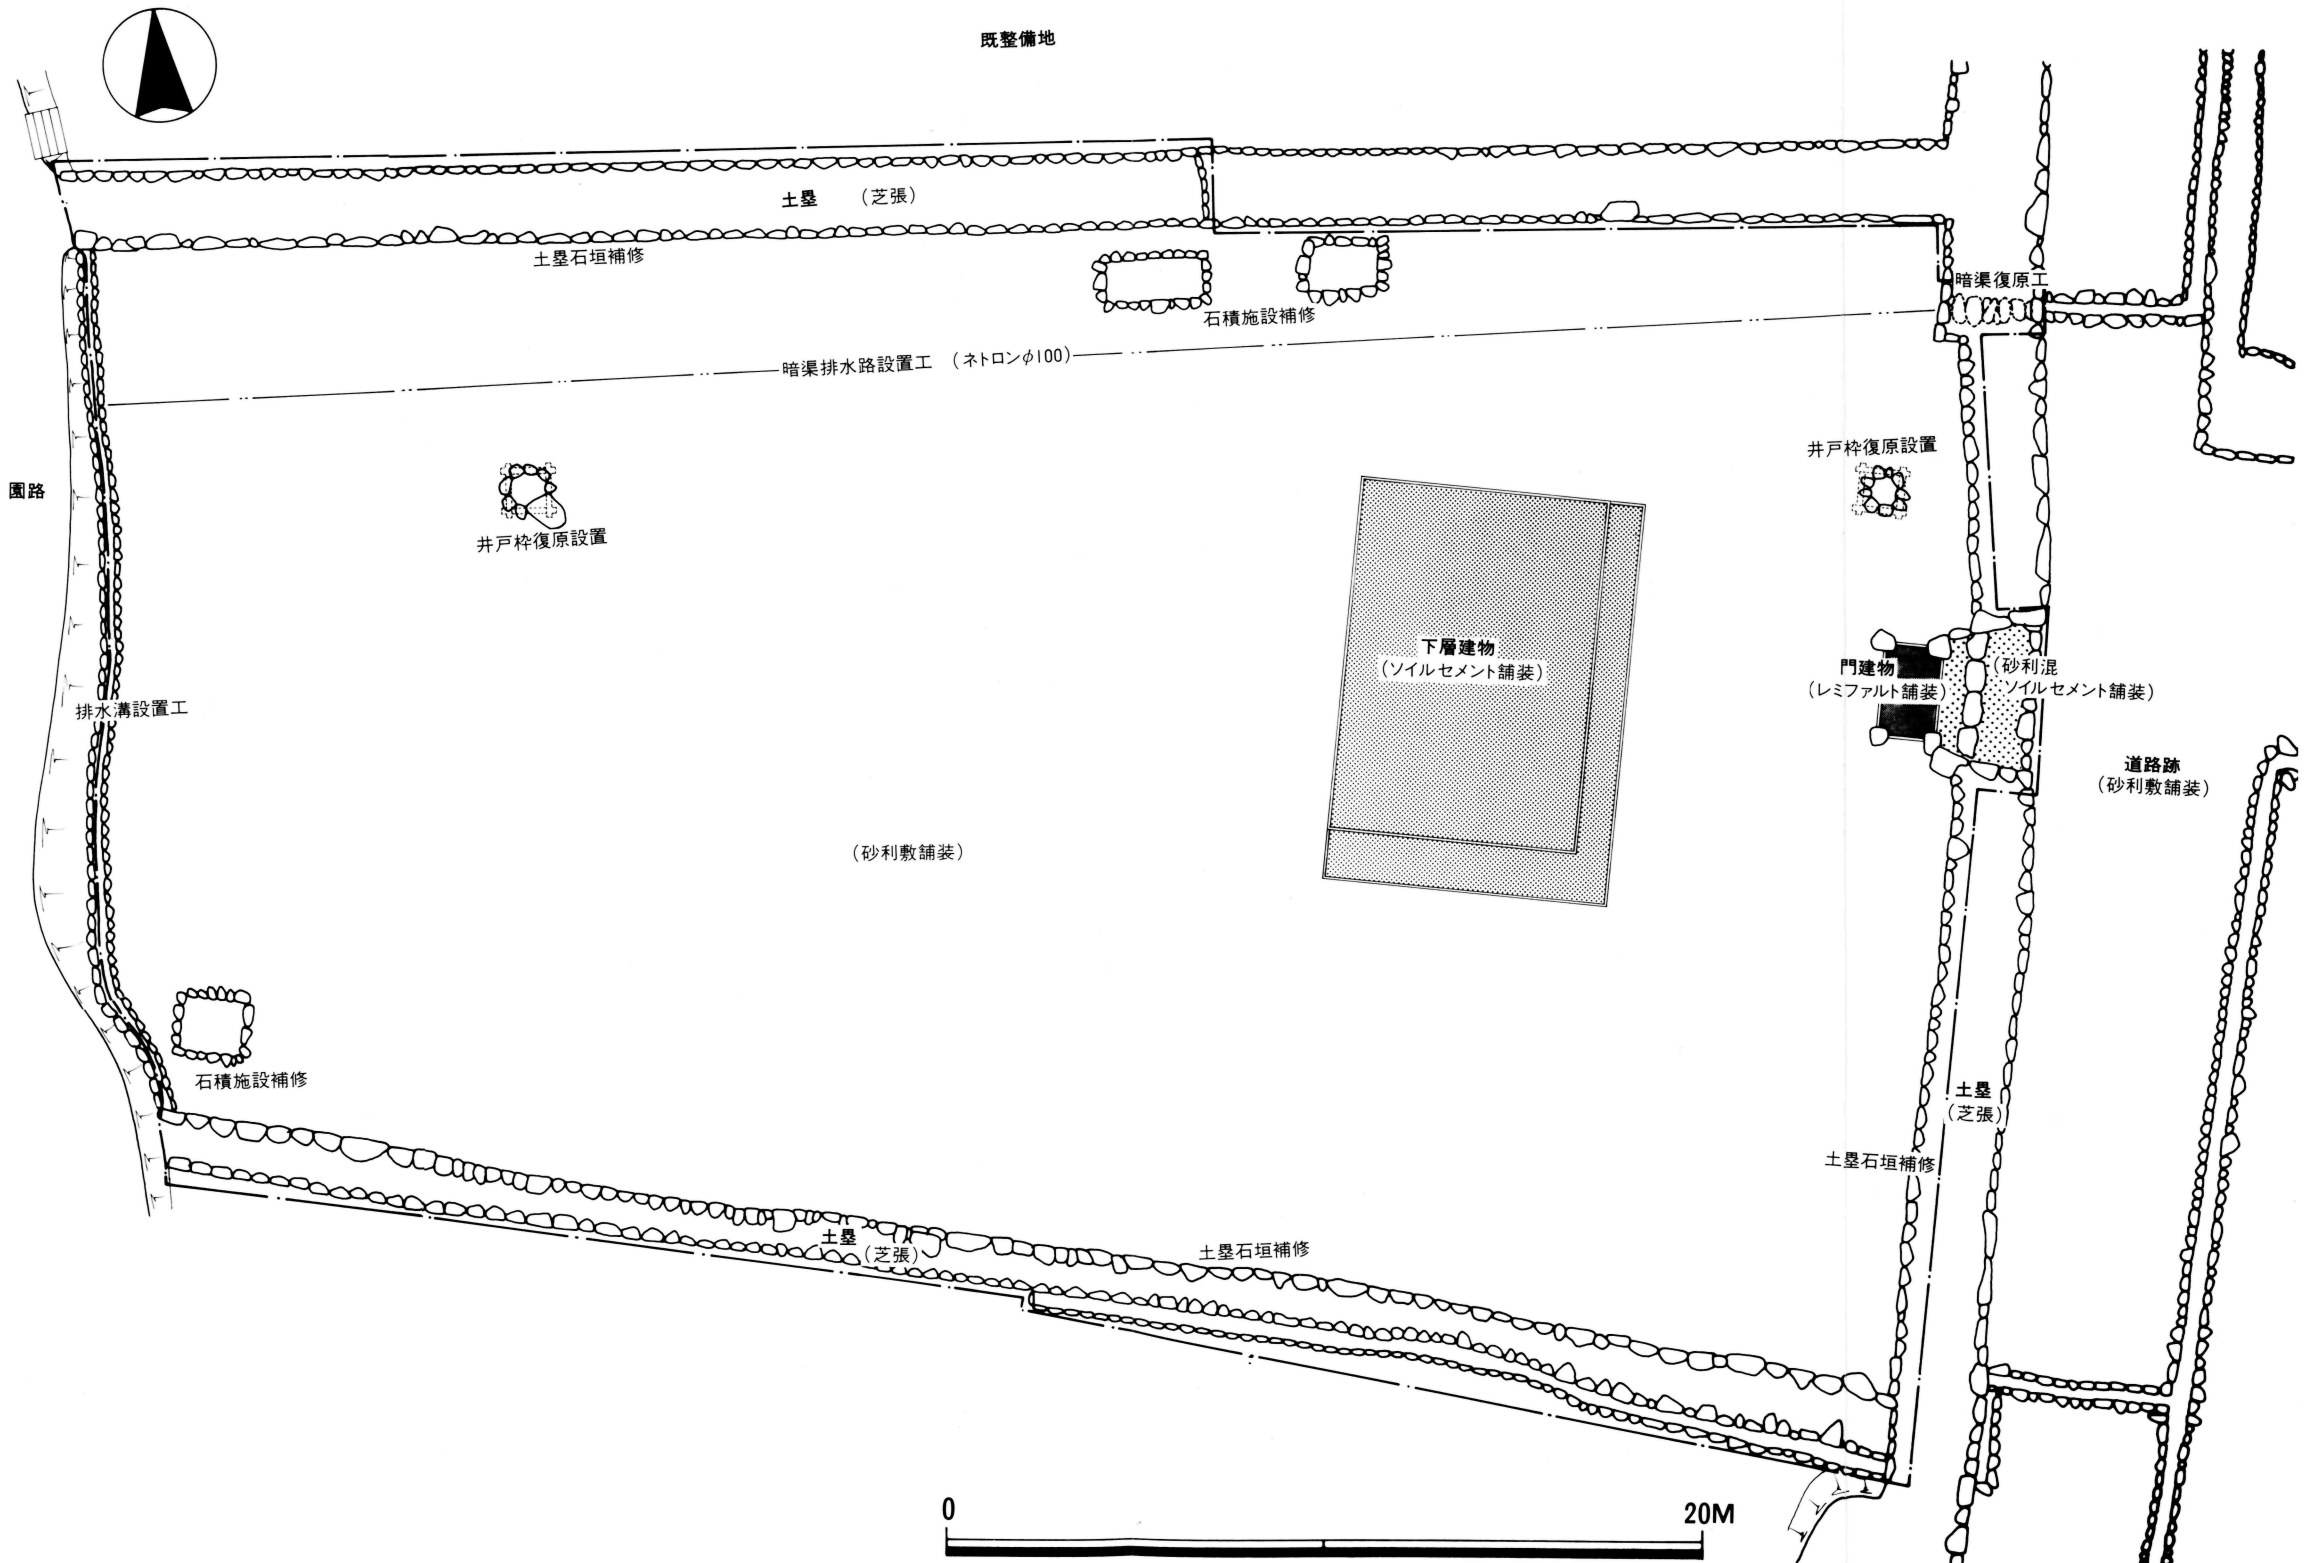 既整備地
土塁 （芝張）
土塁石垣補修
暗渠復原工
石積施設補修
暗渠排水路設置工 （ネトロンφ100）
井戸枠復原設置
園路
井戸枠復原設置
下層建物
（ソイルセメント舗装）
門建物
（レミファルト舗装）
（砂利混
ソイルセメント舗装）
排水溝設置工
道路跡
（砂利敷舗装）
（砂利敷舗装）
石積施設補修
土塁
（芝張）
土塁石垣補修
土塁
（芝張）
土塁石垣補修
0
20M